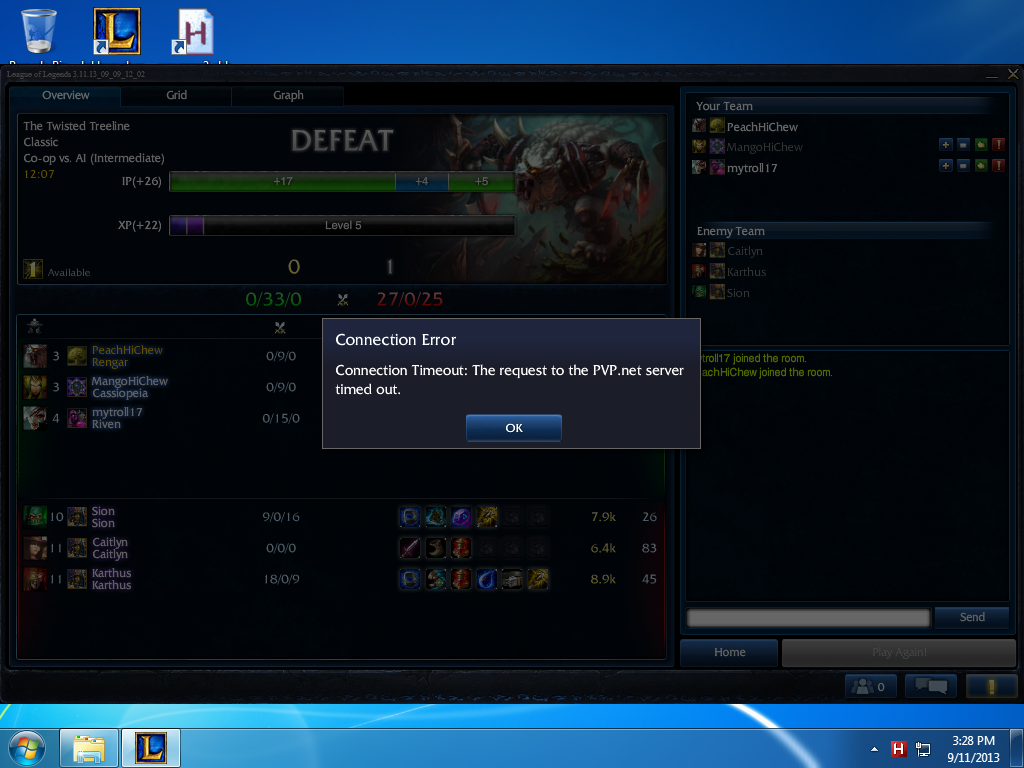 League of Legends 3.11.13_09_09_12_02
Overview
Grid
Graph
The Twisted Treeline
Classic
Co-op vs. AI (Intermediate)
12:07
DEFEAT
IP(+26)
+17
+4
+5
XP(+22)
Level 5
1
Available
0
1
0/33/0
27/0/25
3
PeachHiChew
Rengar
0/9/0
3
MangoHiChew
Cassiopeia
0/9/0
4
mytroll17
Riven
0/15/0
10
Sion
Sion
9/0/16
7.9k
26
11
Caitlyn
Caitlyn
0/0/0
6.4k
83
11
Karthus
Karthus
18/0/9
8.9k
45
Connection Error
Connection Timeout: The request to the PVP.net server
timed out.
OK
Your Team
PeachHiChew
MangoHiChew
mytroll17
Enemy Team
Caitlyn
Karthus
Sion
joined the room.
joined the room.
Send
Home
Play Again!
0
3:28 PM
9/11/2013